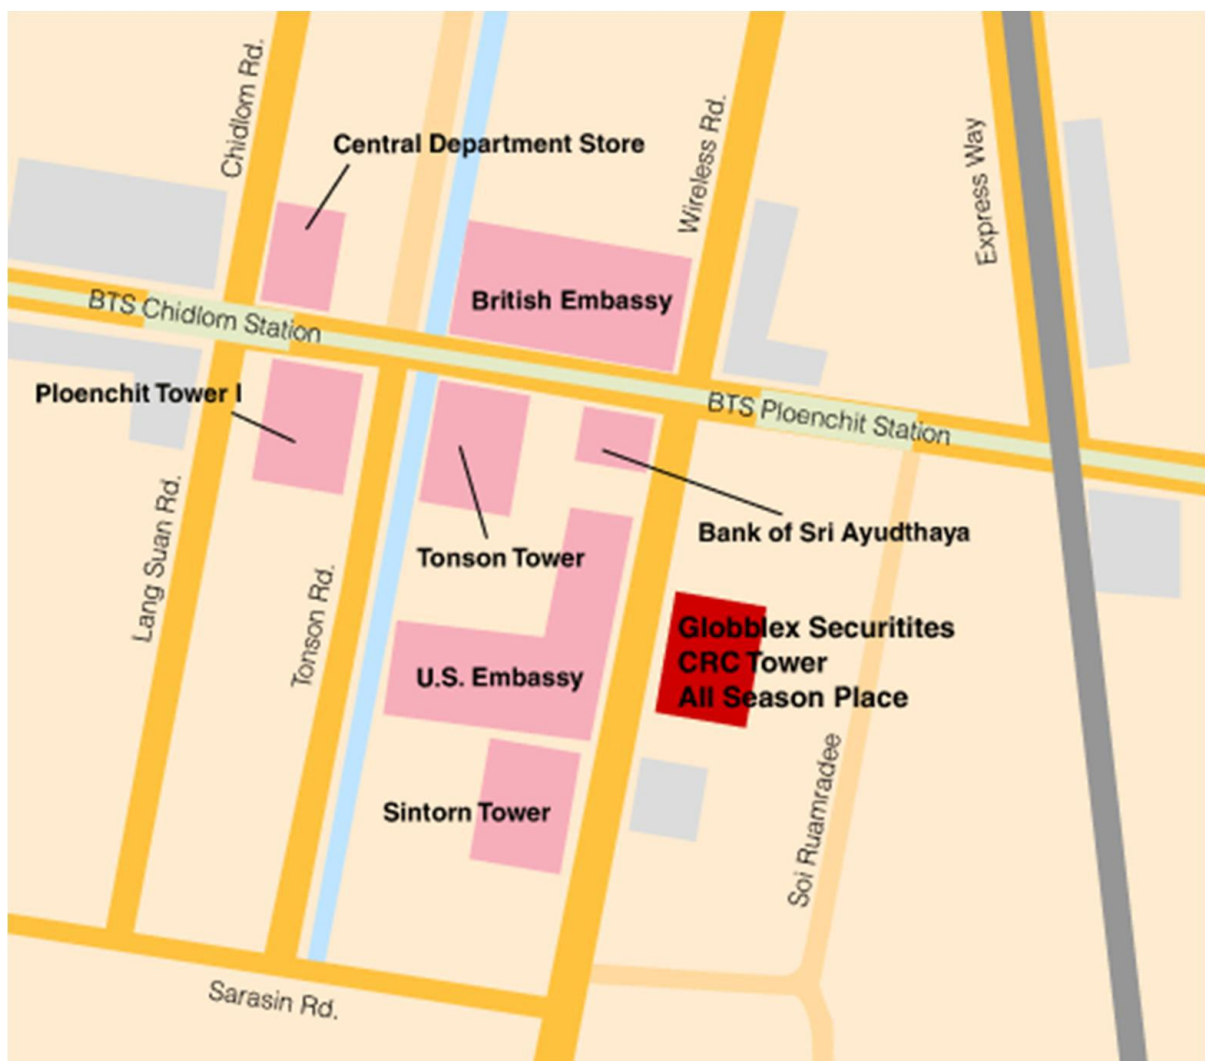 Chidlom Rd.
Central Department Store
Wireless Rd.
Express Way
British Embassy
BTS Chidlom Station
Ploenchit Tower I
BTS Ploenchit Station
Bank of Sri Ayudthaya
Tonson Tower
Lang Suan Rd.
Tonson Rd.
Globblex Securitites
CRC Tower
All Season Place
U.S. Embassy
Sintorn Tower
Soi Ruamradee
Sarasin Rd.